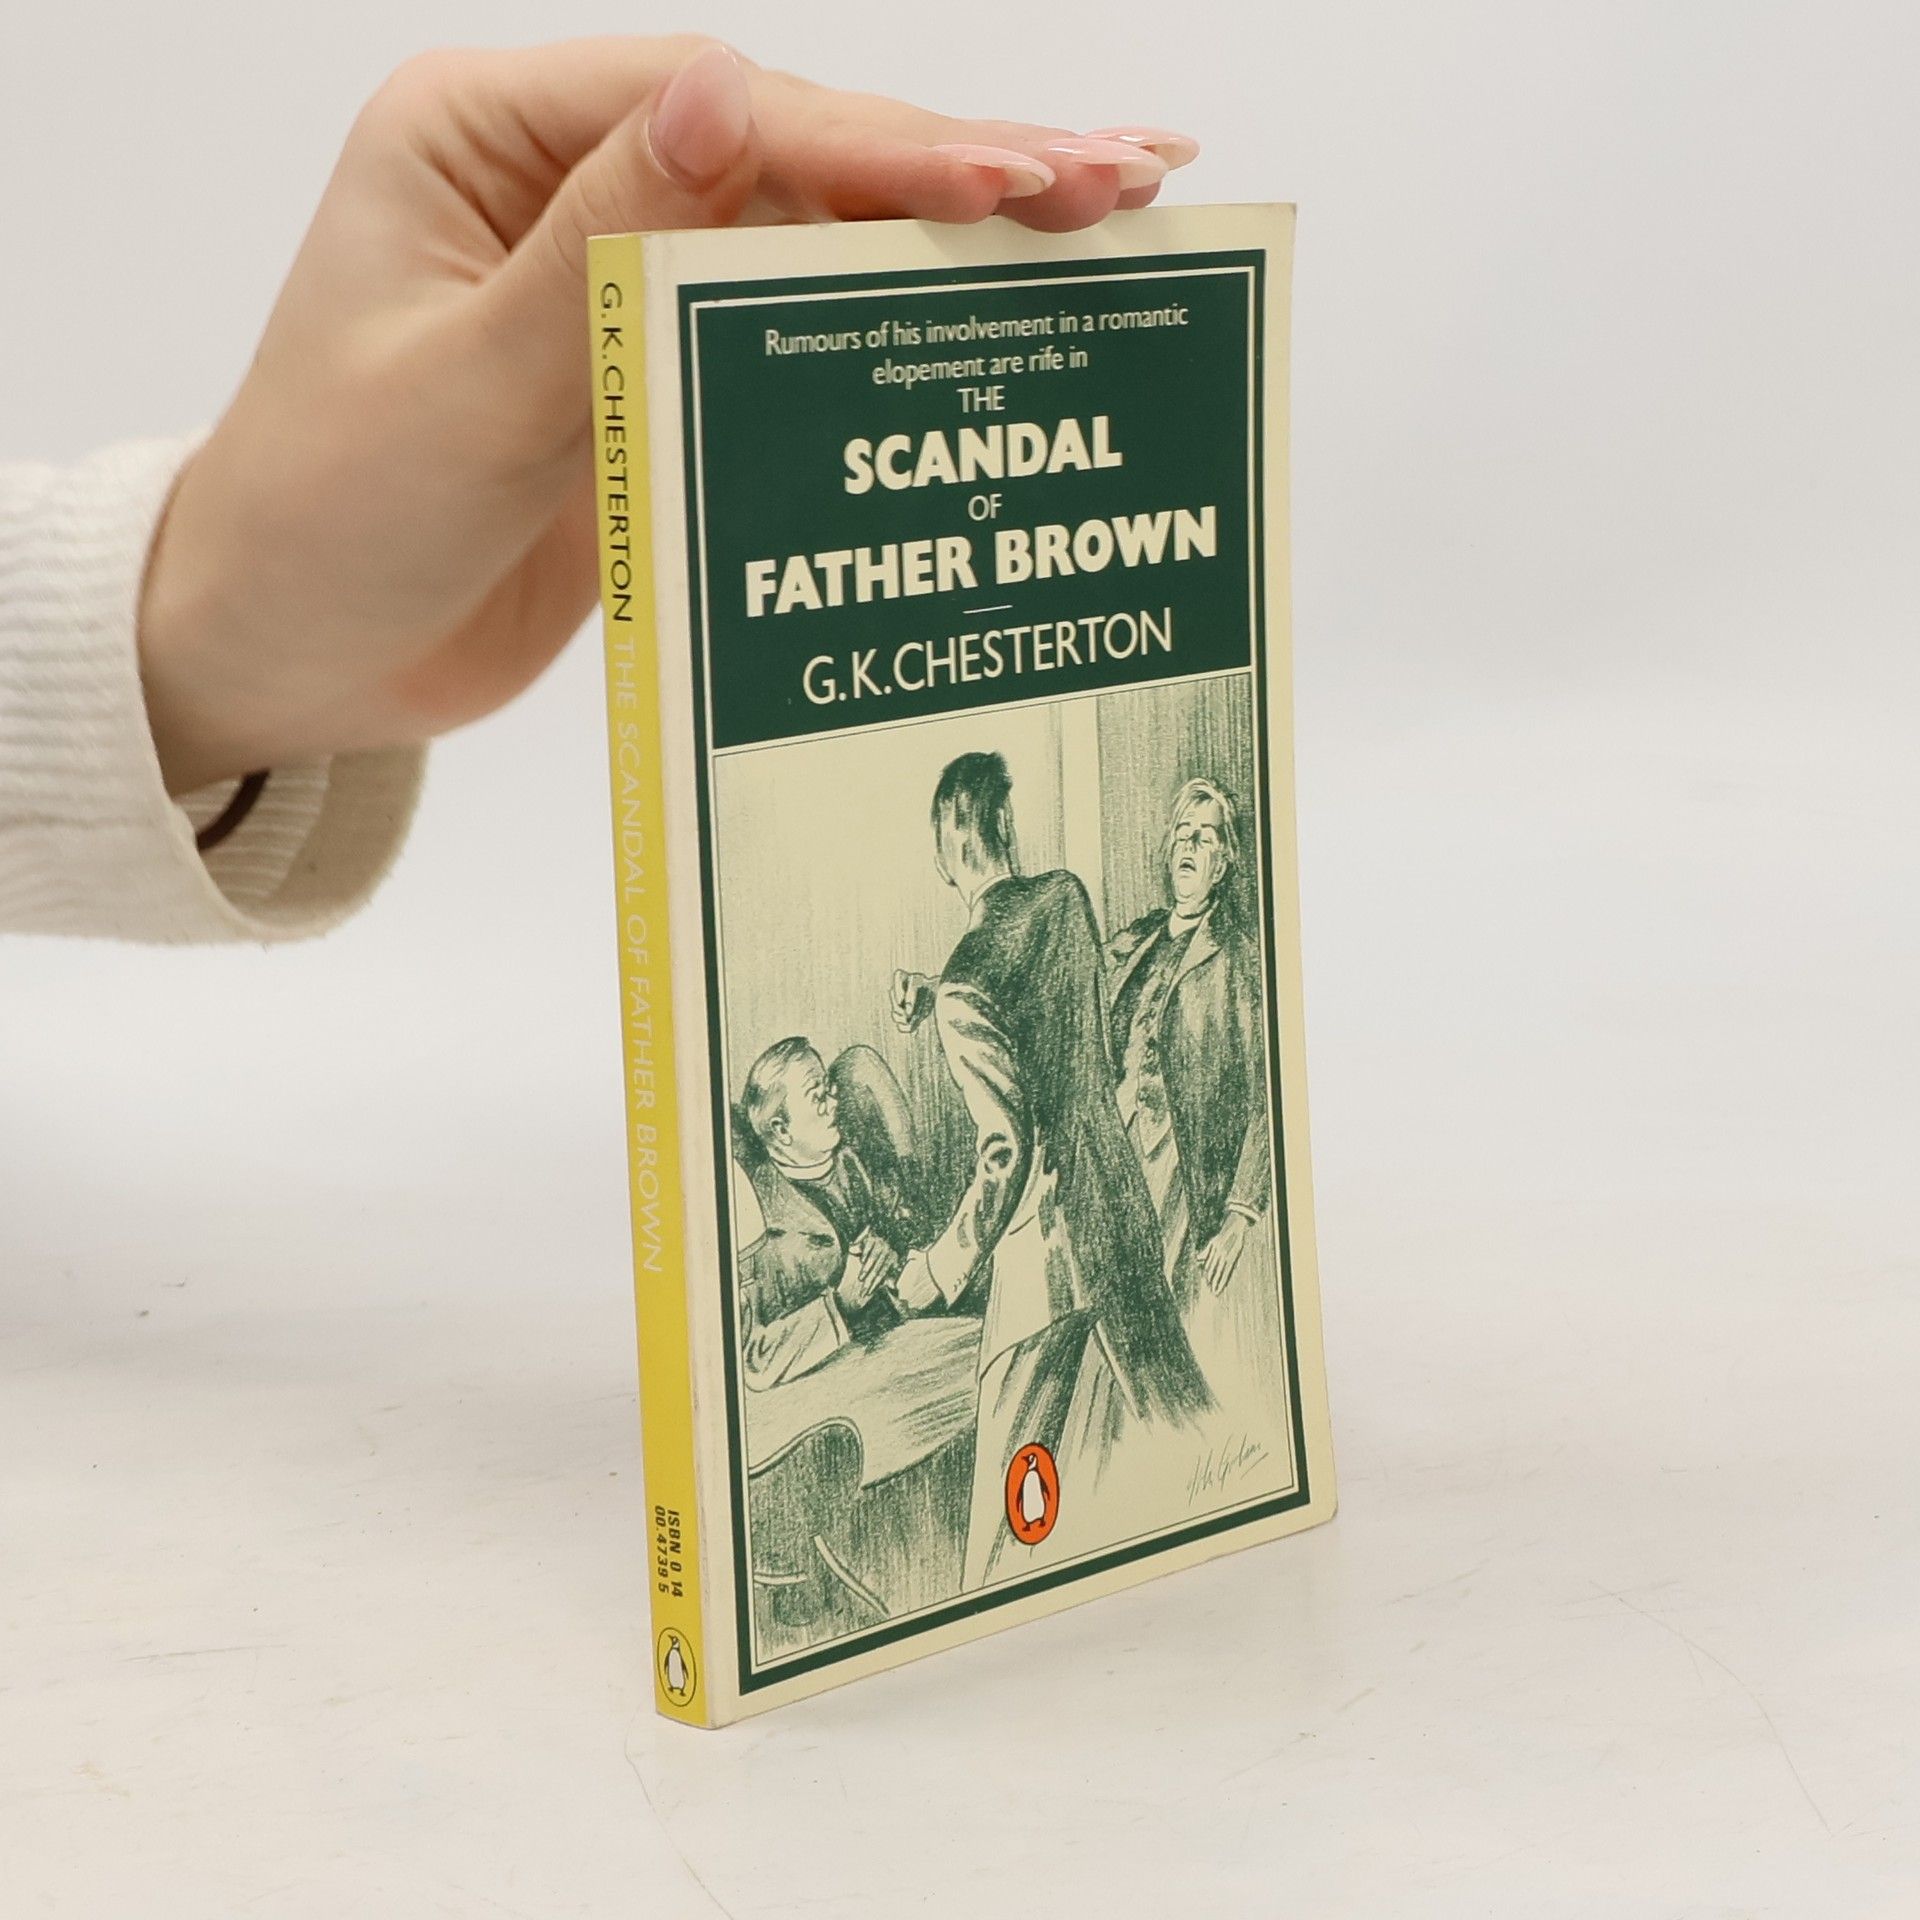 Rumours of his involvement in a romantic
elopement are rife in
THE
SCANDAL
OF
FATHER BROWN
G.K.CHESTERTON
G.K.CHESTERTON THE SCANDAL OF FATHER BROWN
ISBN 0 14
00.4739 5